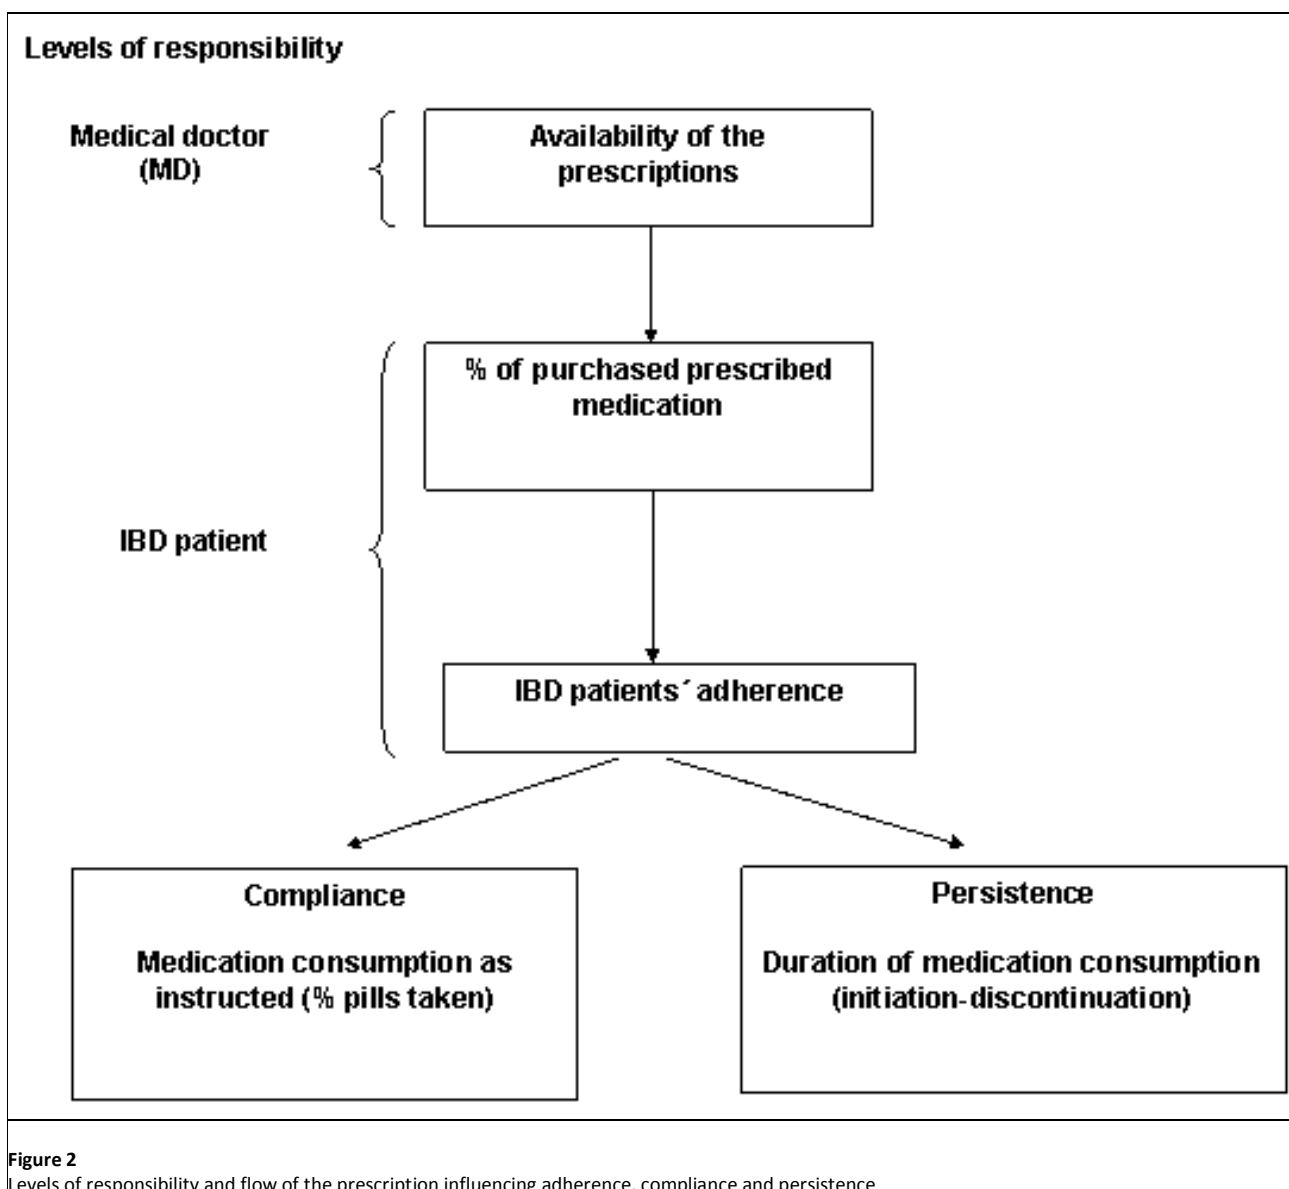 Levels of responsibility
Medical doctor
(MD)
Availability of the
prescriptions
% of purchased prescribed
medication
IBD patient
IBD patients´ adherence
Compliance
Medication consumption as
instructed (% pills taken)
Persistence
Duration of medication consumption
(initiation-discontinuation)
Figure 2
Levels of responsibility and flow of the prescription influencing adherence, compliance and persistence